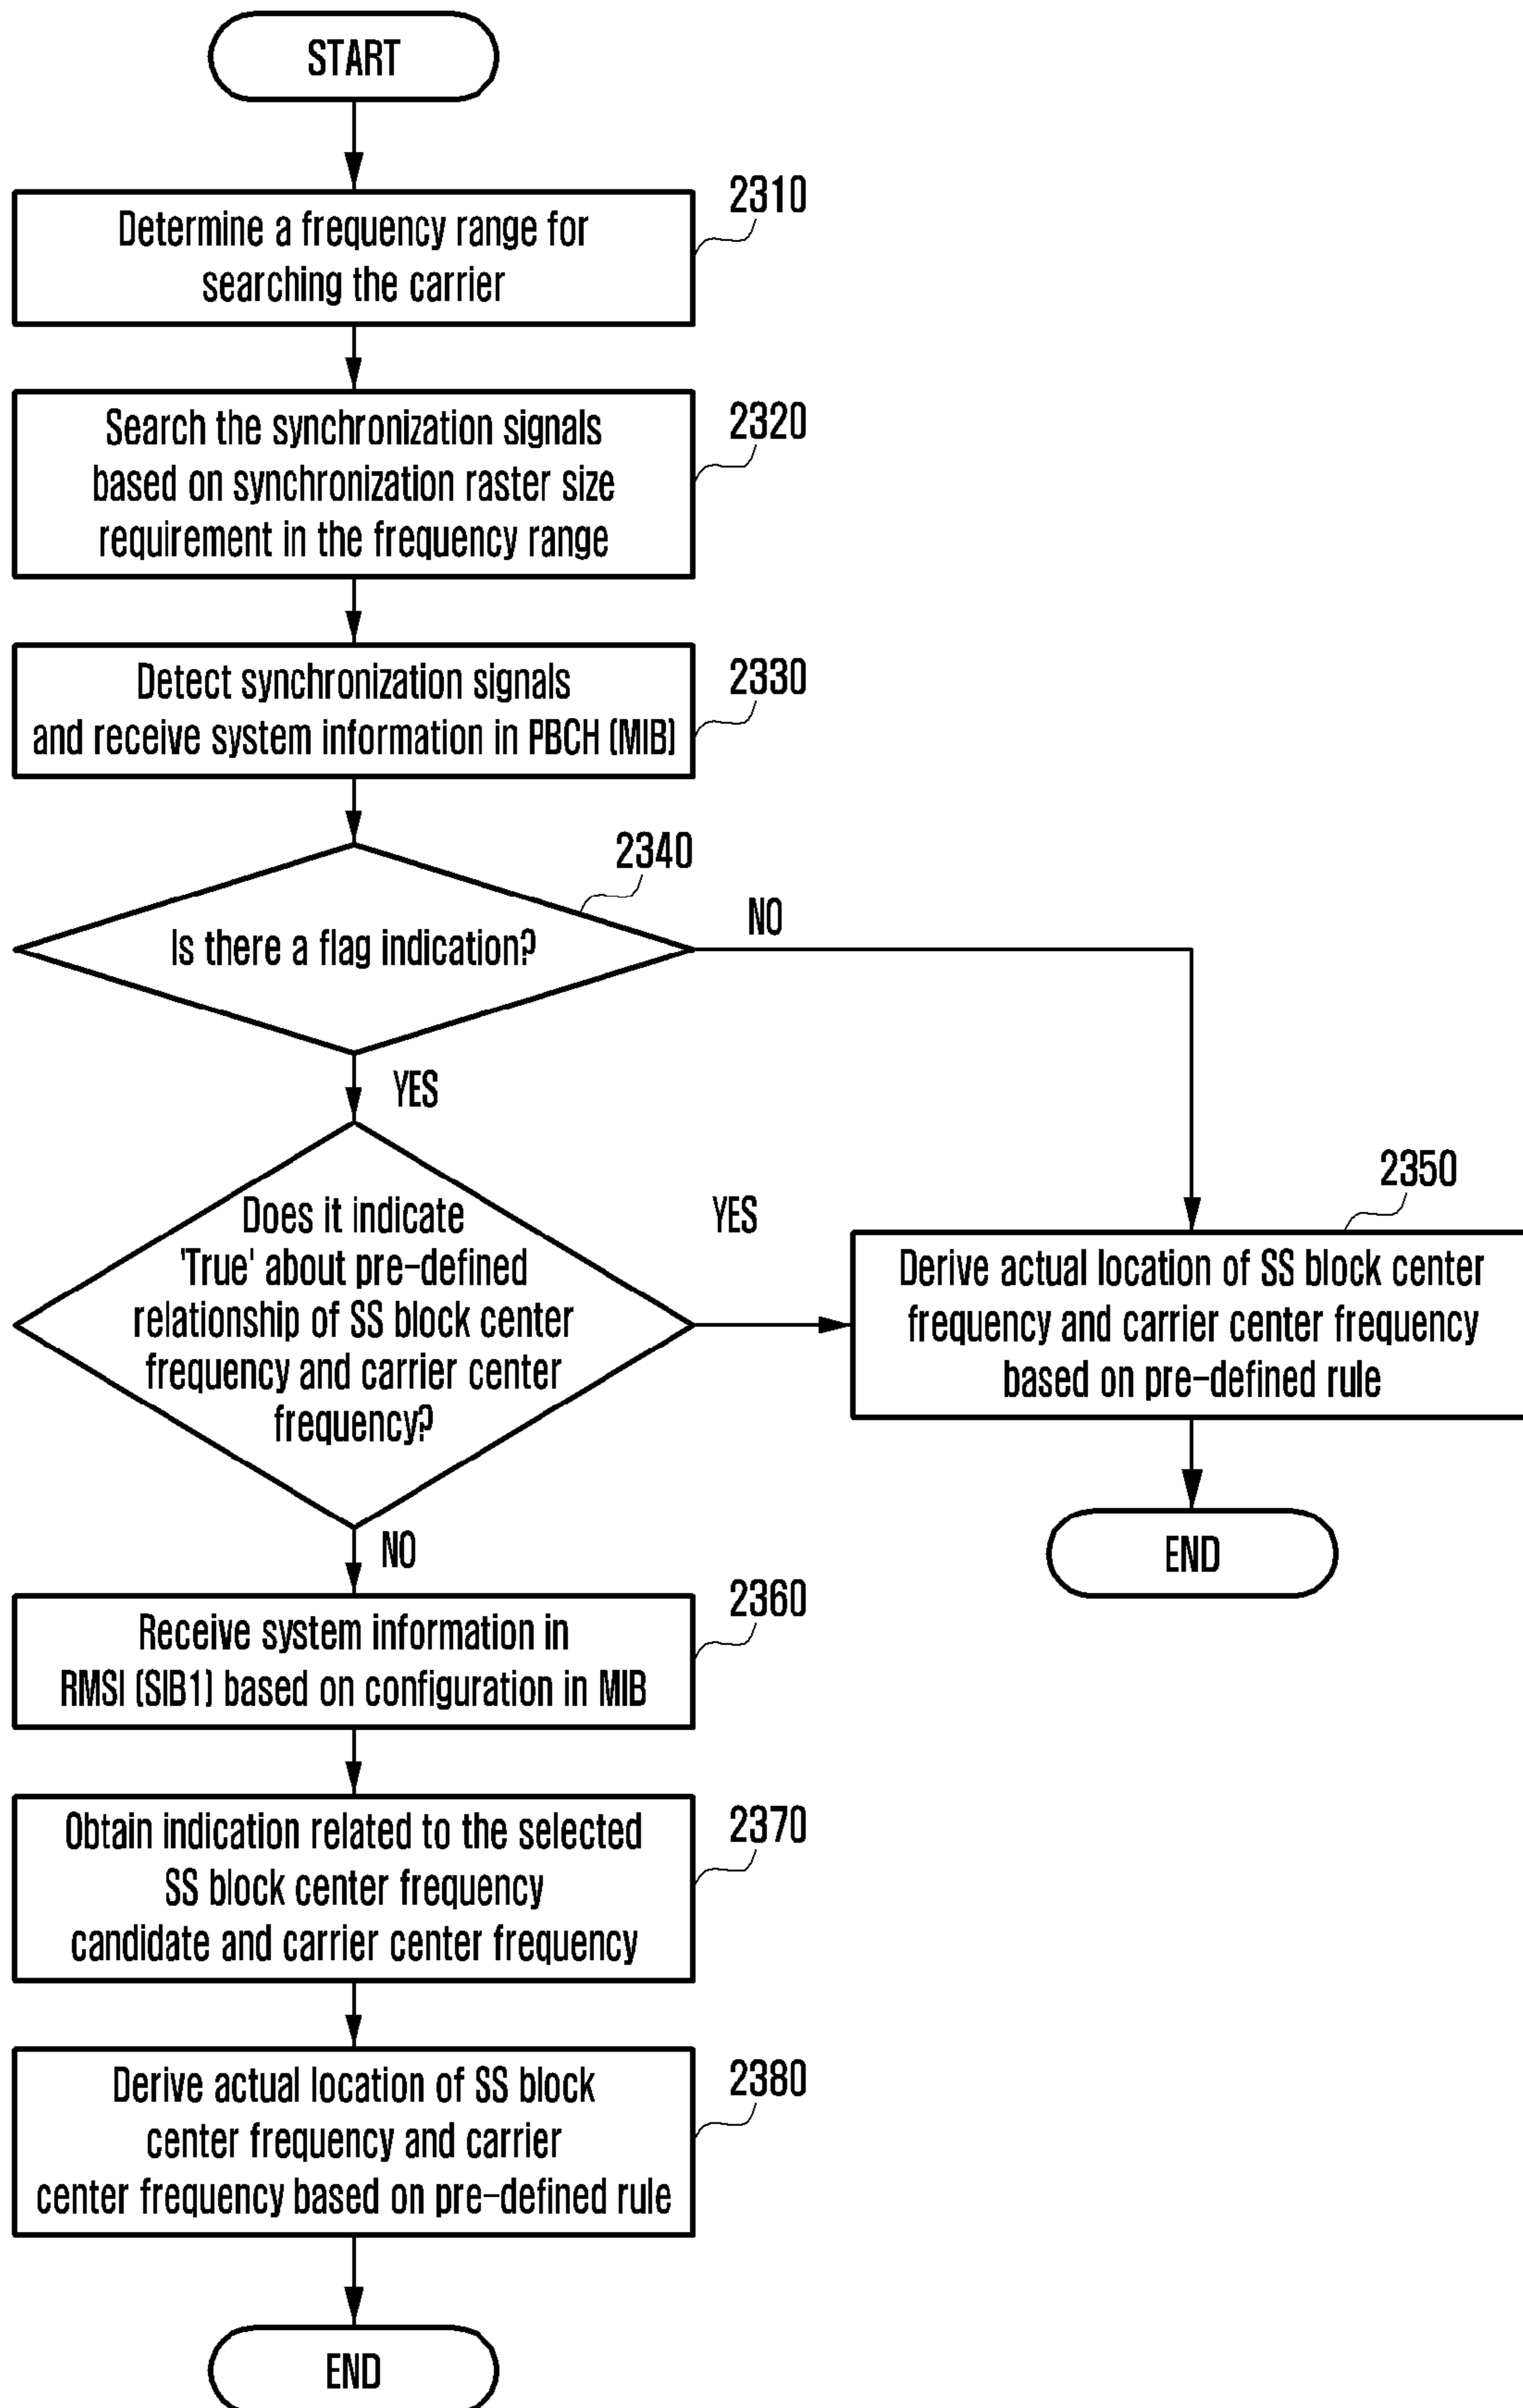 START
2310
Determine a frequency range for
searching the carrier
2320
Search the synchronization signals
based on synchronization raster size
requirement in the frequency range
2330
Detect synchronization signals
and receive system information in PBCH (MIB)
2340
Is there a flag indication?
NO
YES
Does it indicate
'True' about pre-defined
relationship of SS block center
frequency and carrier center
frequency?
YES
2350
Derive actual location of SS block center
frequency and carrier center frequency
based on pre-defined rule
END
NO
2360
Receive system information in
RMSI (SIB1) based on configuration in MIB
2370
Obtain indication related to the selected
SS block center frequency
candidate and carrier center frequency
2380
Derive actual location of SS block
center frequency and carrier
center frequency based on pre-defined rule
END